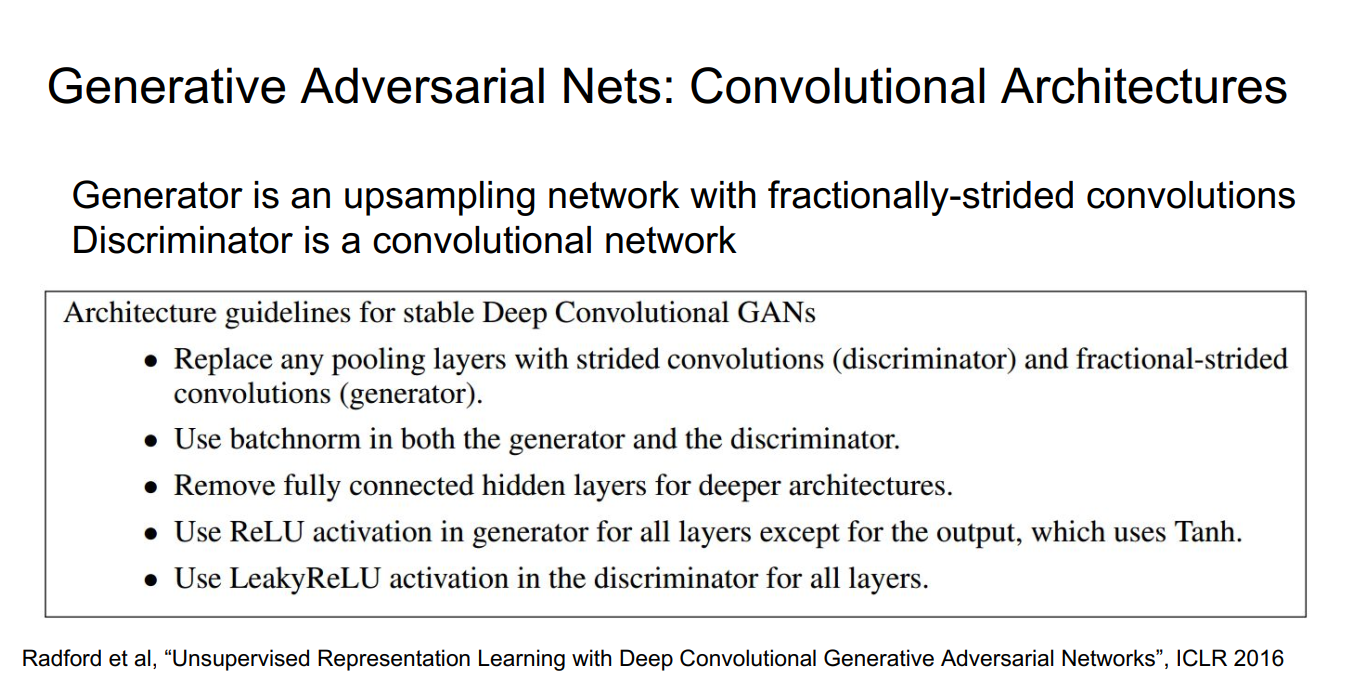 Generative Adversarial Nets: Convolutional Architectures
Generator is an upsampling network with fractionally-strided convolutions
Discriminator is a convolutional network
Architecture guidelines for stable Deep Convolutional GANs
• Replace any pooling layers with strided convolutions (discriminator) and fractional-strided
convolutions (generator).
• Use batchnorm in both the generator and the discriminator.
• Remove fully connected hidden layers for deeper architectures.
• Use ReLU activation in generator for all layers except for the output, which uses Tanh.
• Use LeakyReLU activation in the discriminator for all layers.
Radford et al, “Unsupervised Representation Learning with Deep Convolutional Generative Adversarial Networks”, ICLR 2016